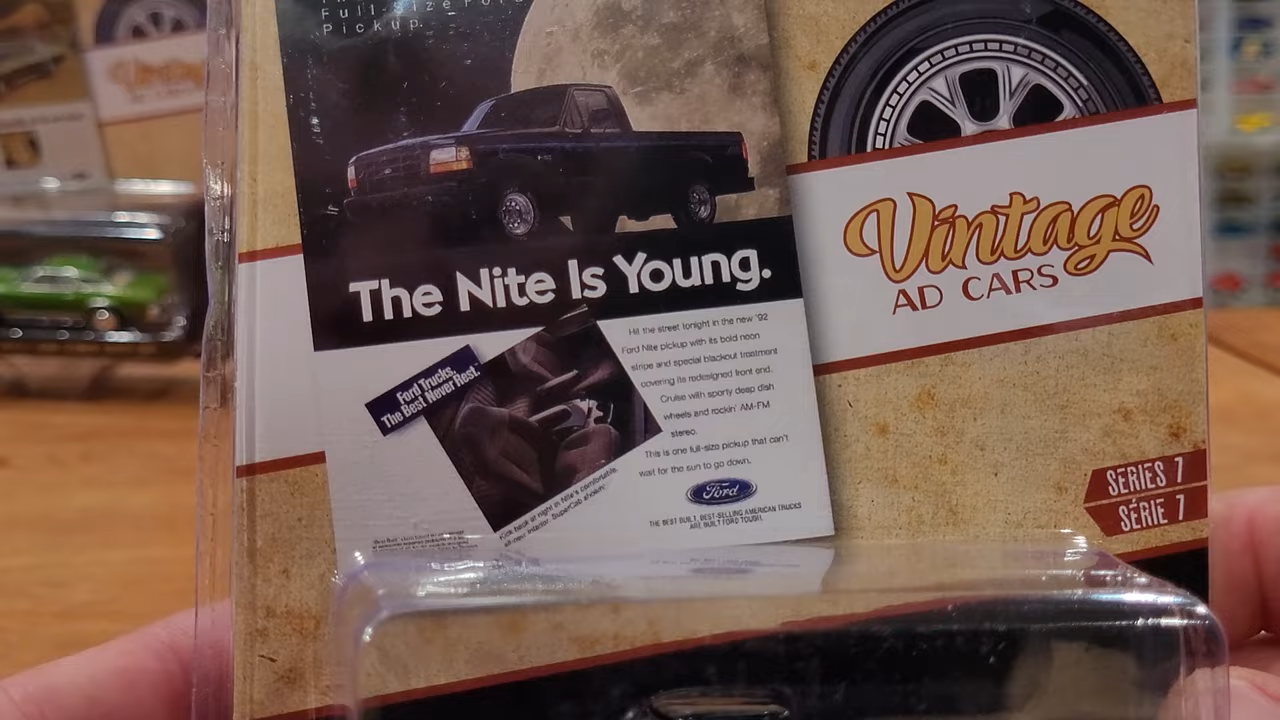 Full-Size Ford
Pickup.
The Nite Is Young.
Ford Trucks.
The Best Never Rest.
Hit the street tonight in the new '92
Ford Nite pickup with its bold neon
stripe and special blackout treatment
covering its redesigned front end.
Cruise with sporty deep dish
wheels and rockin' AM-FM
stereo.
This is one full-size pickup that can't
wait for the sun to go down.
Kick back at night in Nite's comfortable,
all-new interior. SuperCab shown.
Ford
THE BEST BUILT, BEST-SELLING AMERICAN TRUCKS
ARE BUILT FORD TOUGH.
Vintage
AD CARS
SERIES 7
SÉRIE 7
Vintage